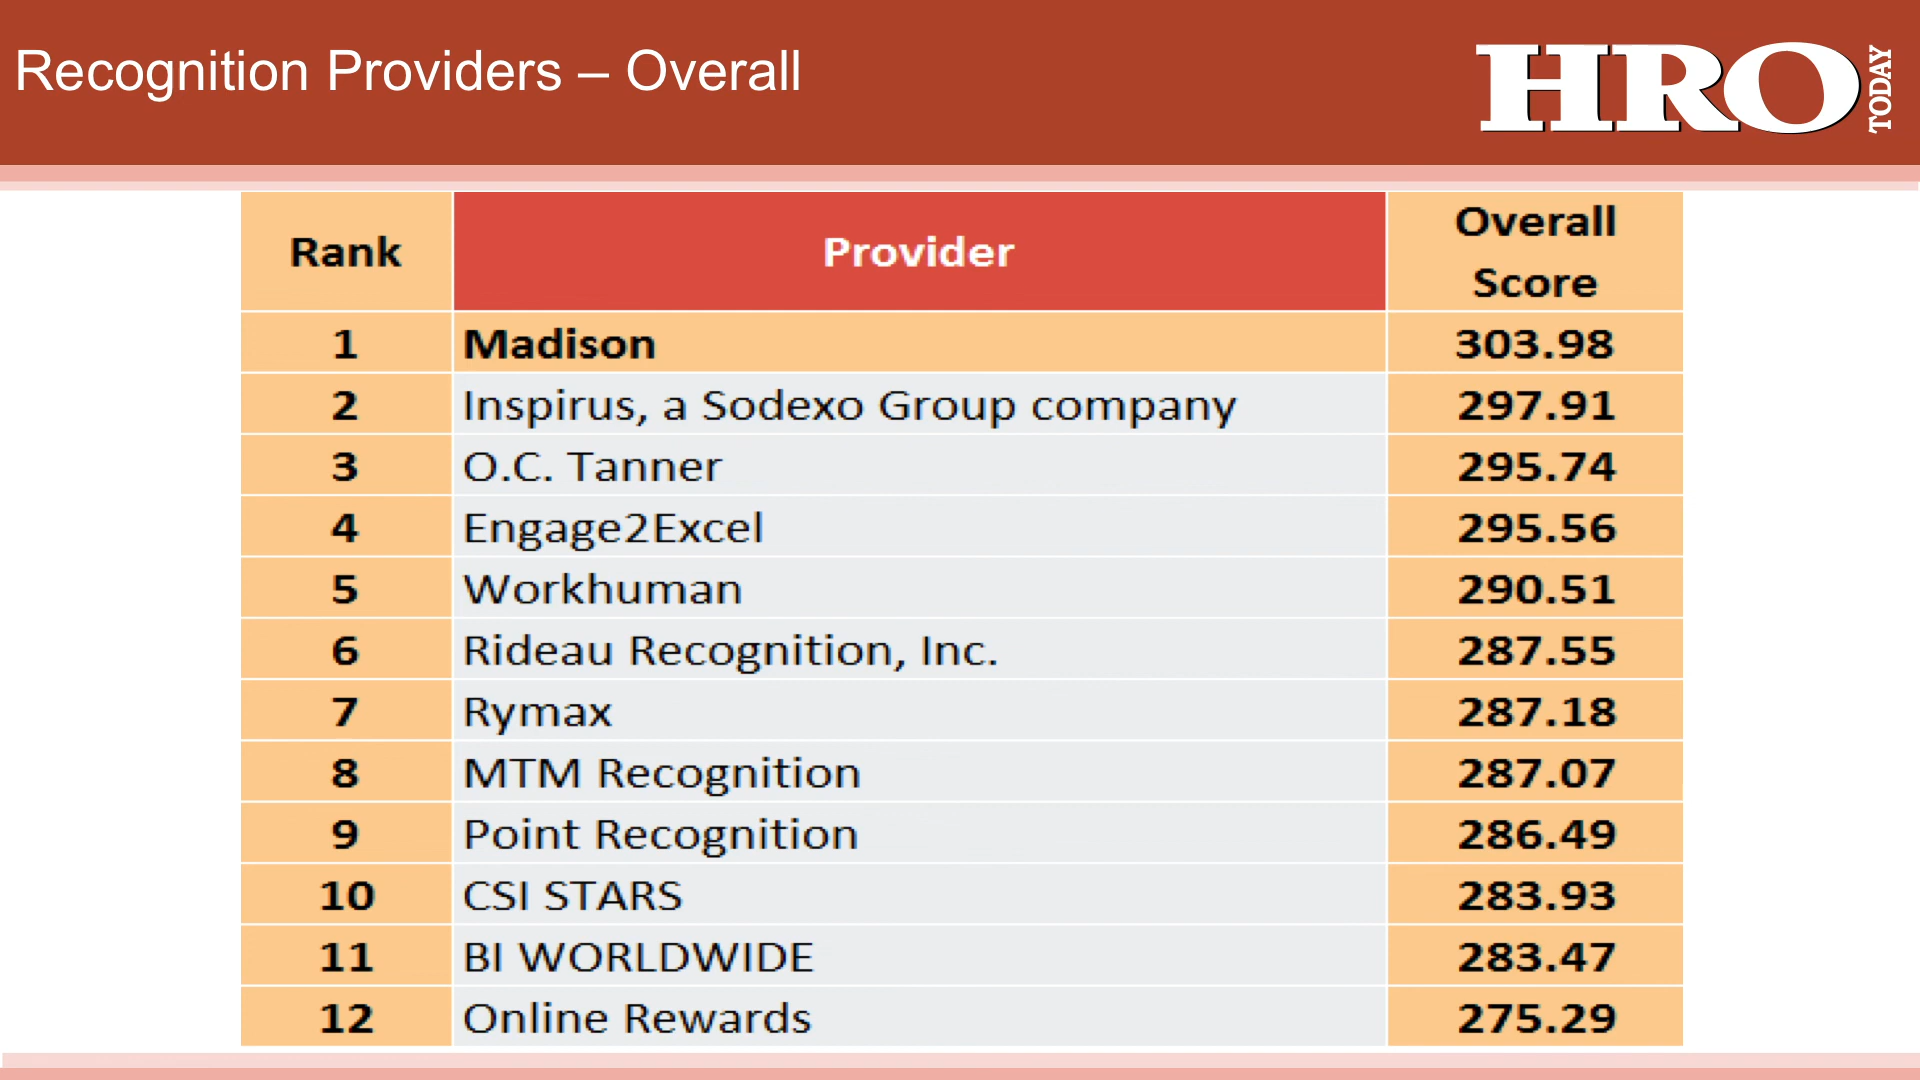 Recognition Providers – Overall
HRO TODAY
Rank Provider Overall Score
1 Madison 303.98
2 Inspirus, a Sodexo Group company 297.91
3 O.C. Tanner 295.74
4 Engage2Excel 295.56
5 Workhuman 290.51
6 Rideau Recognition, Inc. 287.55
7 Rymax 287.18
8 MTM Recognition 287.07
9 Point Recognition 286.49
10 CSI STARS 283.93
11 BI WORLDWIDE 283.47
12 Online Rewards 275.29